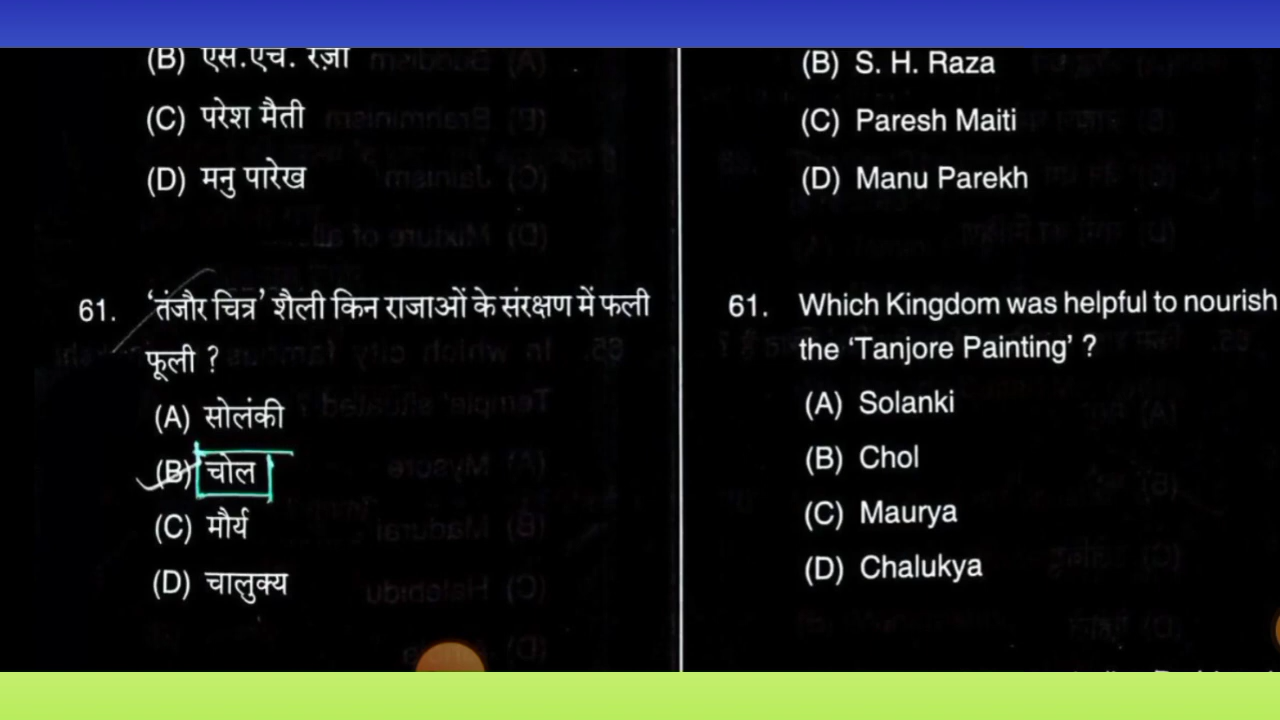 (B) एस.एच. रज़ा
(C) परेश मैती
(D) मनु पारेख
61. 'तंजौर चित्र' शैली किन राजाओं के संरक्षण में फली
फूली ?
(A) सोलंकी
(B) चोल
(C) मौर्य
(D) चालुक्य
(B) S. H. Raza
(C) Paresh Maiti
(D) Manu Parekh
61. Which Kingdom was helpful to nourish
the 'Tanjore Painting' ?
(A) Solanki
(B) Chol
(C) Maurya
(D) Chalukya